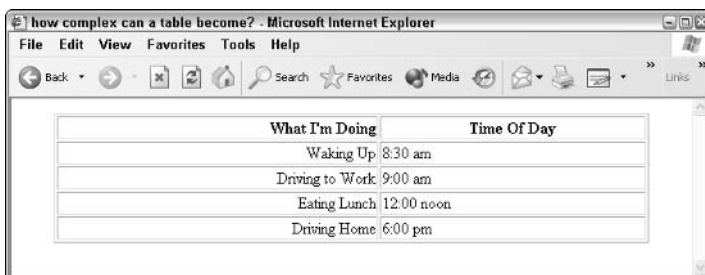 how complex can a table become? - Microsoft Internet Explorer
File Edit View Favorites Tools Help
Back Search Favorites Media » Links »
What I'm Doing Time Of Day
Waking Up 8:30 am
Driving to Work 9:00 am
Eating Lunch 12:00 noon
Driving Home 6:00 pm